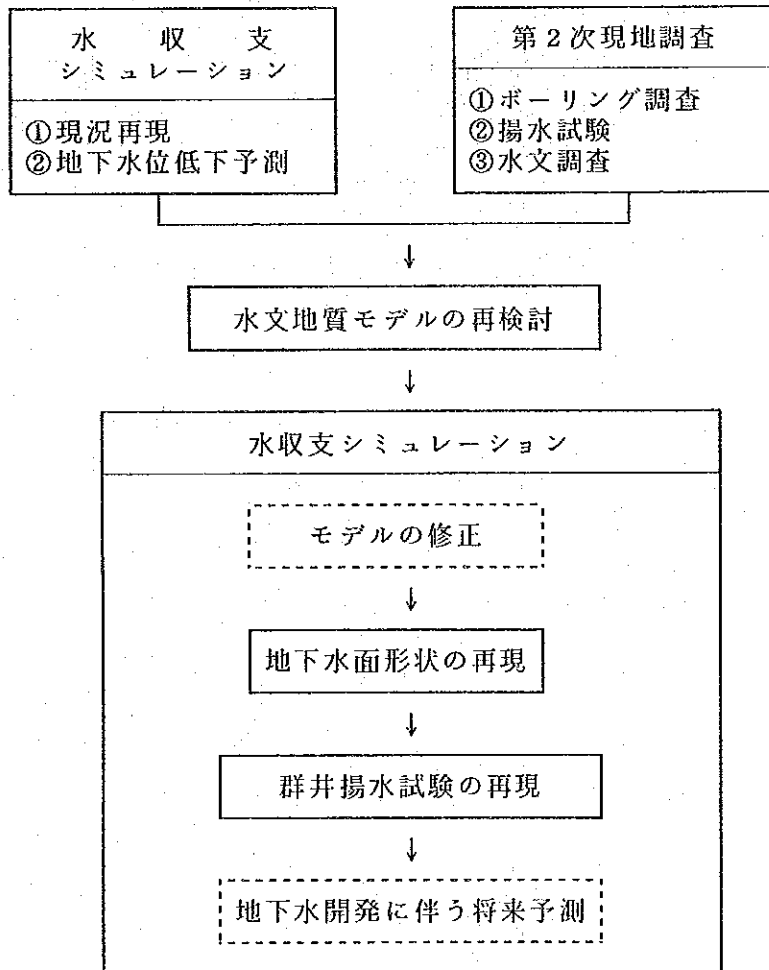 水収支
シミュレーション
①現況再現
②地下水位低下予測
第2次現地調査
①ボーリング調査
②揚水試験
③水文調査
↓
水文地質モデルの再検討
↓
水収支シミュレーション
モデルの修正
↓
地下水面形状の再現
↓
群井揚水試験の再現
↓
地下水開発に伴う将来予測